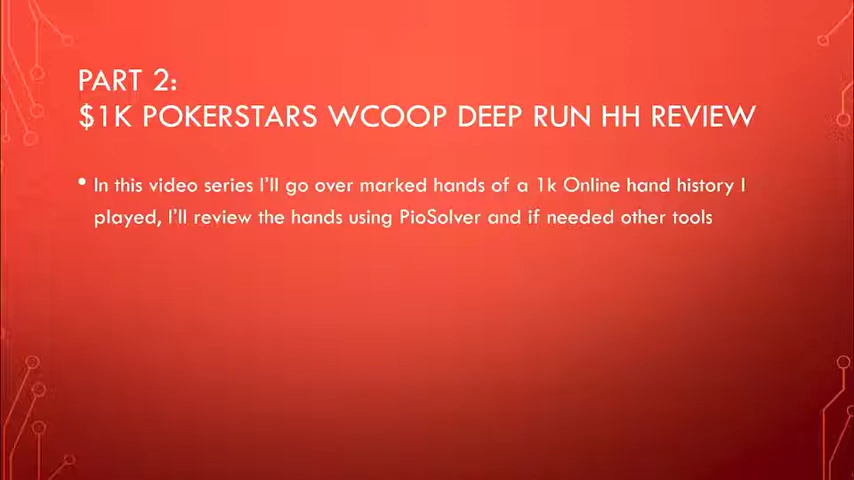 PART 2:
$1K POKERSTARS WCOOP DEEP RUN HH REVIEW
• In this video series I'll go over marked hands of a 1k Online hand history I
played, I'll review the hands using PioSolver and if needed other tools